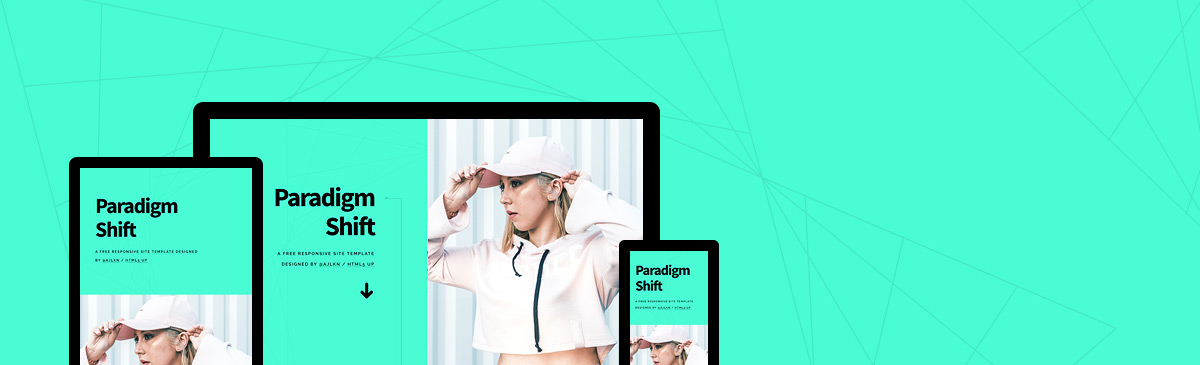 Paradigm
Shift
A FREE RESPONSIVE SITE TEMPLATE DESIGNED
BY @AJLKN / HTML5 UP
Paradigm
Shift
A FREE RESPONSIVE SITE TEMPLATE
DESIGNED BY @AJLKN / HTML5 UP
Paradigm
Shift
A FREE RESPONSIVE SITE TEMPLATE
DESIGNED BY @AJLKN / HTML5 UP